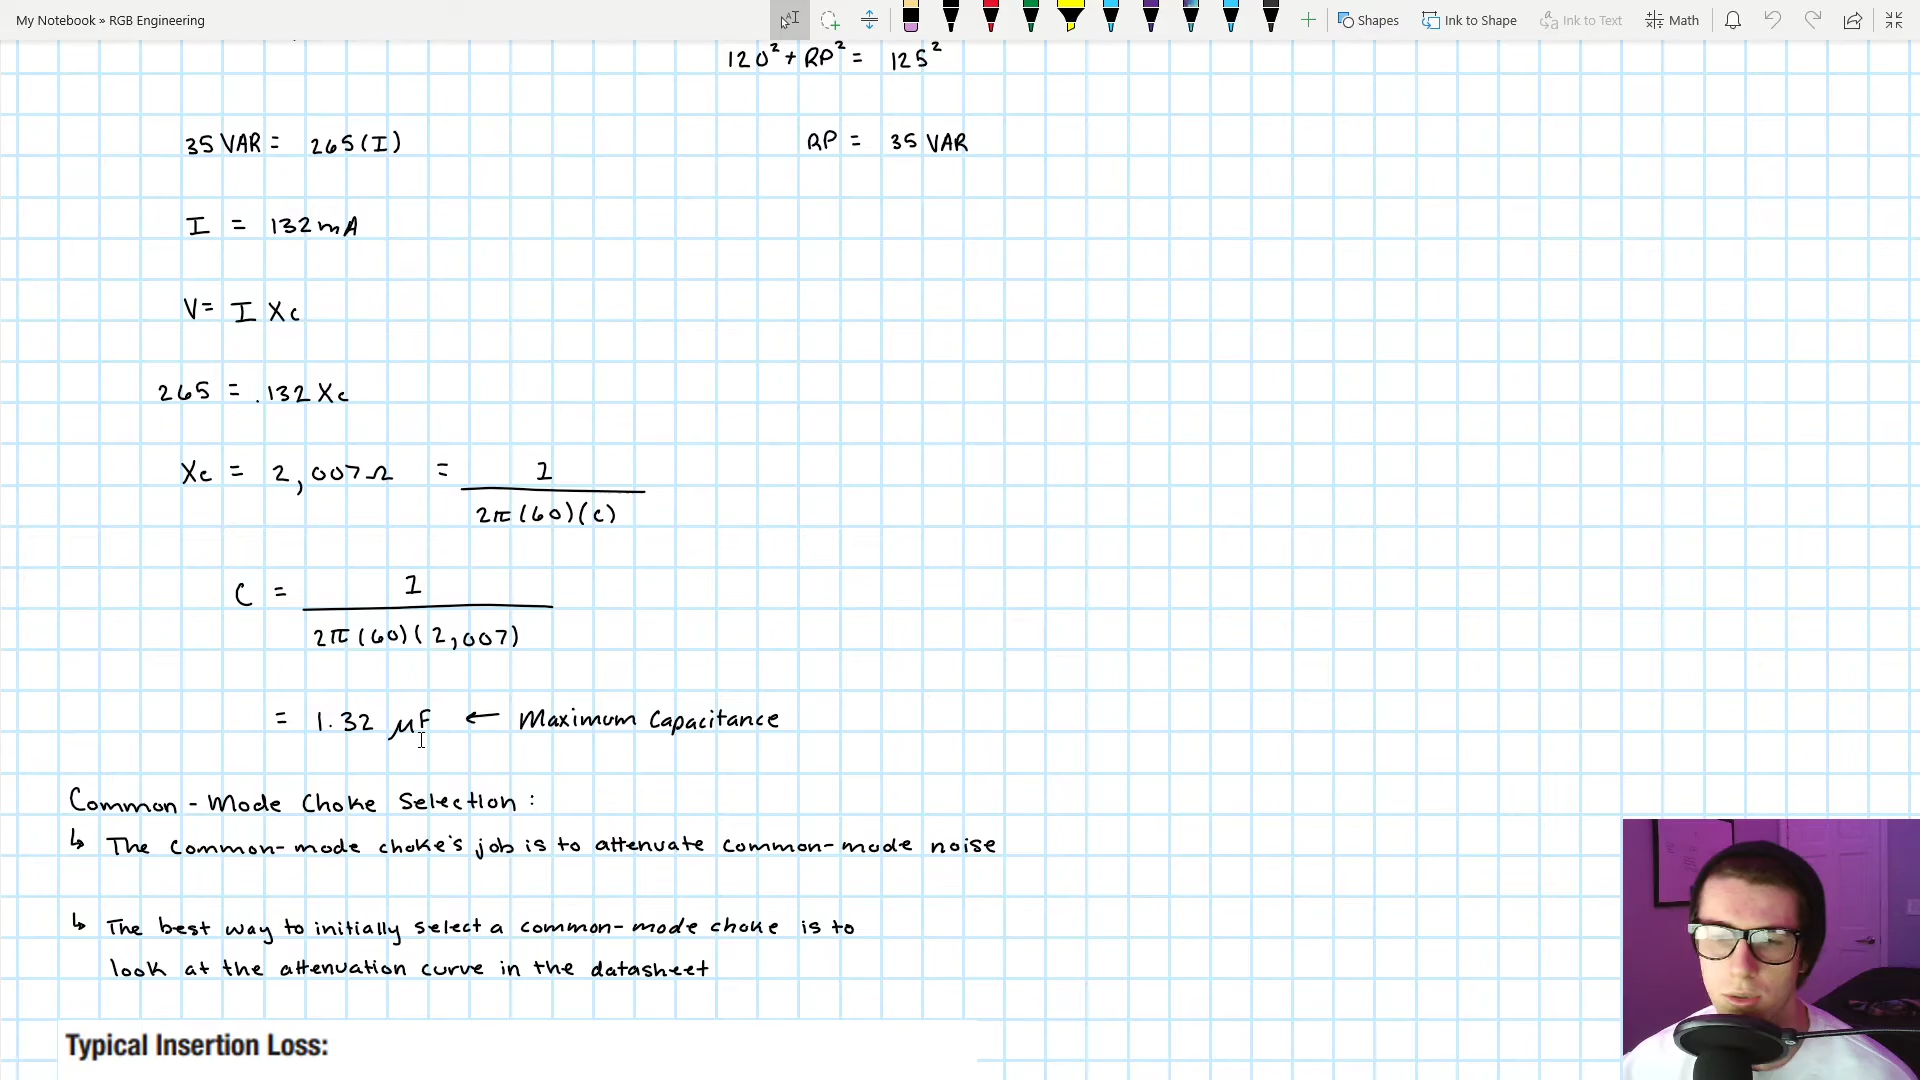 My Notebook » RGB Engineering
Shapes
Ink to Shape
Ink to Text
Math
120² + RP² = 125²
35 VAR = 265(I)
RP = 35 VAR
I = 132mA
V = I Xc
265 = .132 Xc
Xc = 2,007Ω = 1
2π(60)(C)
C = 1
2π(60)(2,007)
= 1.32 μF ← Maximum Capacitance
Common-Mode Choke Selection:
↳ The common-mode choke's job is to attenuate common-mode noise
↳ The best way to initially select a common-mode choke is to
look at the attenuation curve in the datasheet
Typical Insertion Loss: